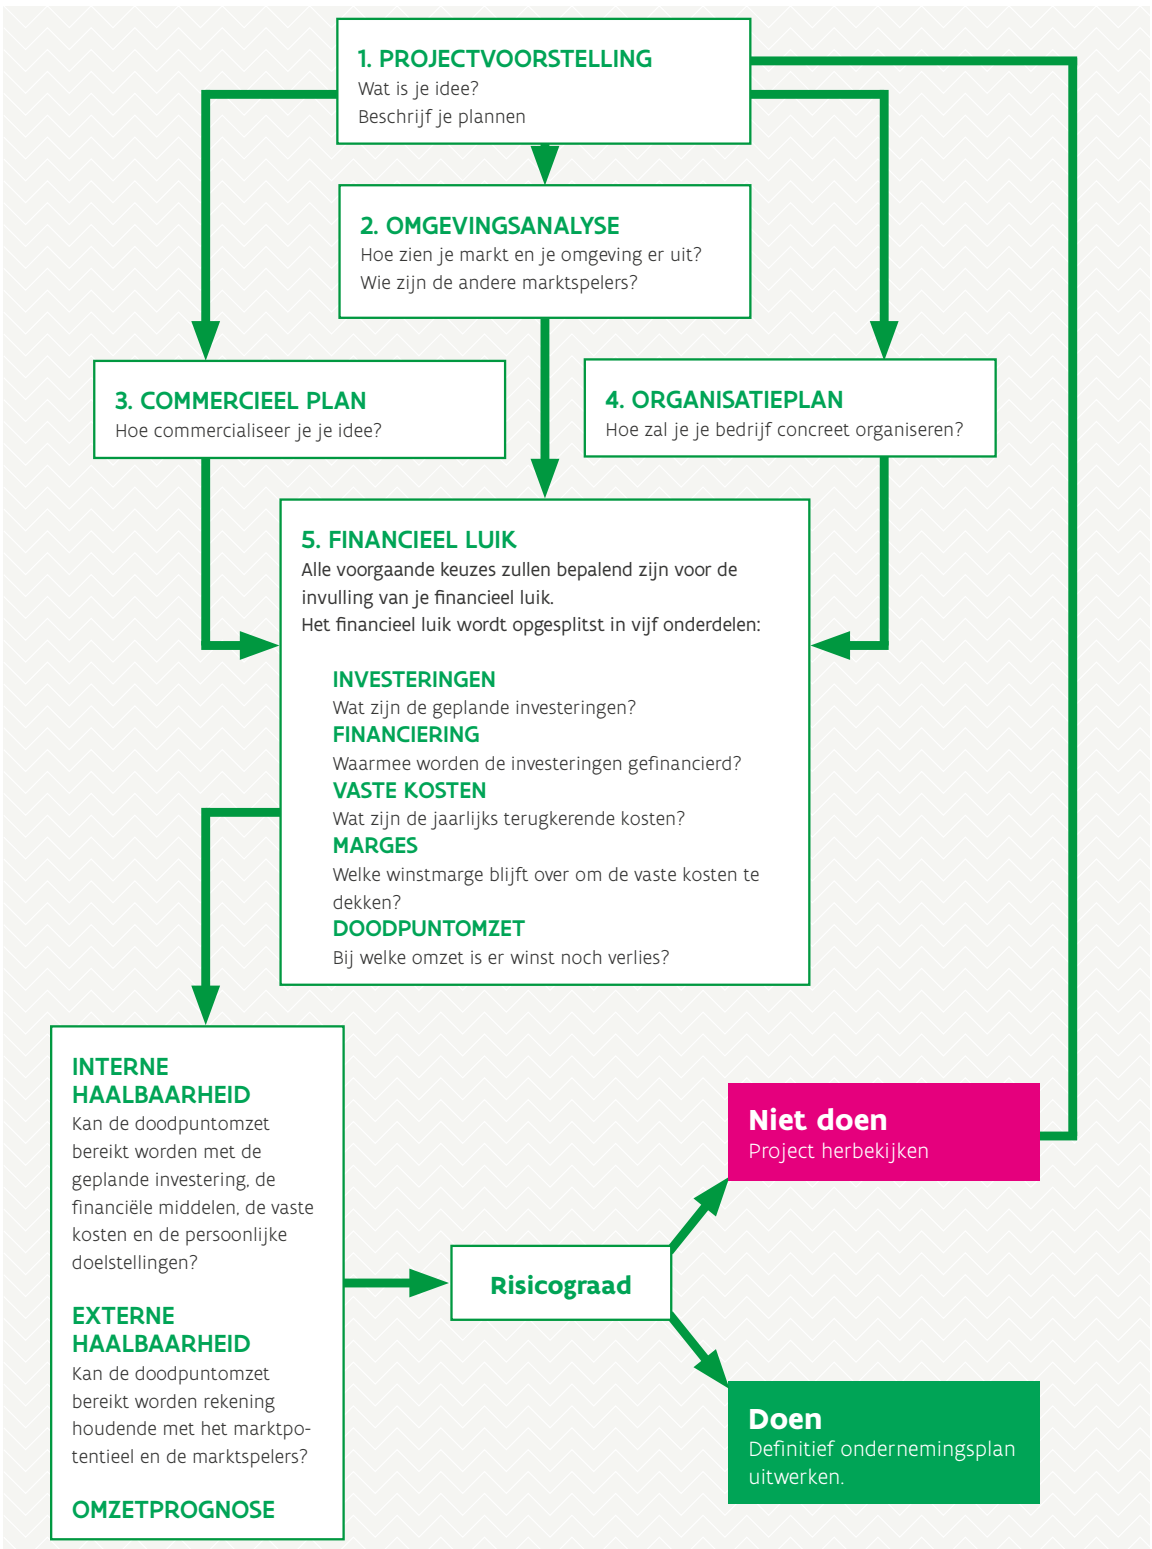 1. PROJECTVOORSTELLING
Wat is je idee?
Beschrijf je plannen
2. OMGEVINGSANALYSE
Hoe zien je markt en je omgeving er uit?
Wie zijn de andere marktspelers?
3. COMMERCIEEL PLAN
Hoe commercialiseer je je idee?
4. ORGANISATIEPLAN
Hoe zal je je bedrijf concreet organiseren?
5. FINANCIEEL LUIK
Alle voorgaande keuzes zullen bepalend zijn voor de
invulling van je financieel luik.
Het financieel luik wordt opgesplitst in vijf onderdelen:
INVESTERINGEN
Wat zijn de geplande investeringen?
FINANCIERING
Waarmee worden de investeringen gefinancierd?
VASTE KOSTEN
Wat zijn de jaarlijks terugkerende kosten?
MARGES
Welke winstmarge blijft over om de vaste kosten te
dekken?
DOODPUNTOMZET
Bij welke omzet is er winst noch verlies?
INTERNE
HAALBAARHEID
Kan de doodpuntomzet
bereikt worden met de
geplande investering, de
financiële middelen, de vaste
kosten en de persoonlijke
doelstellingen?
EXTERNE
HAALBAARHEID
Kan de doodpuntomzet
bereikt worden rekening
houdende met het marktpo-
tentieel en de marktspelers?
OMZETPROGNOSE
Risicograad
Niet doen
Project herbekijken
Doen
Definitief ondernemingsplan
uitwerken.